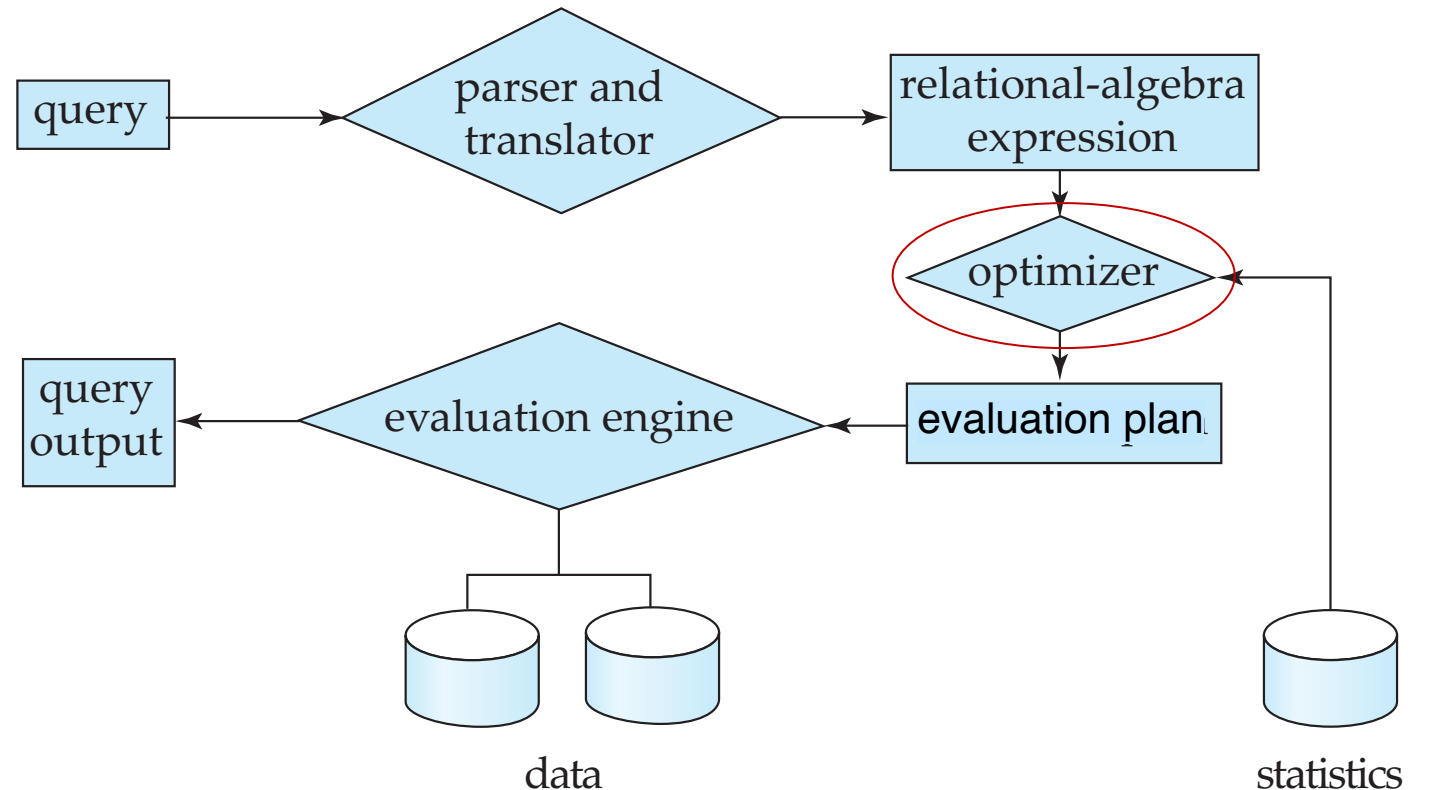 query
parser and
translator
relational-algebra
expression
optimizer
evaluation plan
evaluation engine
query
output
data
statistics